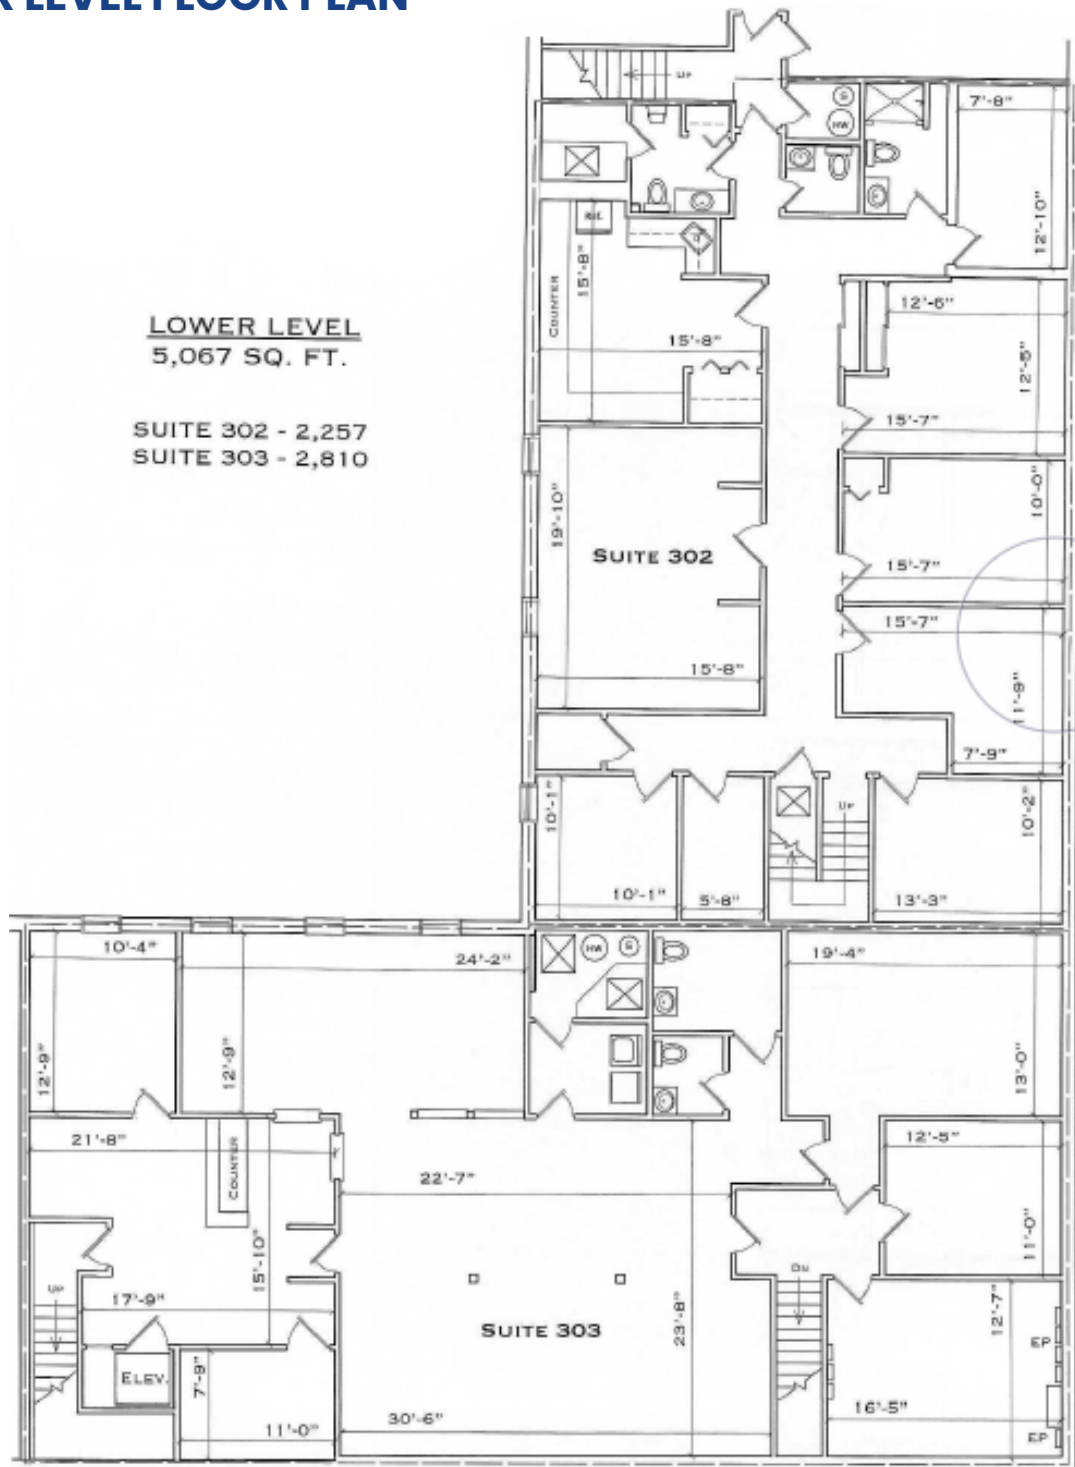 LEVEL FLOOR PLAN
UP
S
HW
7'-8"
12'-10"
REF.
15'-8"
COUNTER
15'-8"
12'-6"
12'-5"
15'-7"
LOWER LEVEL
5,067 SQ. FT.
SUITE 302 - 2,257
SUITE 303 - 2,810
19'-10"
SUITE 302
15'-8"
10'-0"
15'-7"
15'-7"
7'-9"
10'-1"
10'-1"
5'-8"
UP
10'-2"
13'-3"
10'-4"
12'-9"
24'-2"
12'-9"
HW
S
19'-4"
13'-0"
21'-8"
COUNTER
22'-7"
12'-5"
11'-0"
15'-10"
UP
17'-9"
ELEV.
7'-9"
11'-0"
SUITE 303
23'-8"
30'-6"
12'-7"
EP
16'-5"
EP